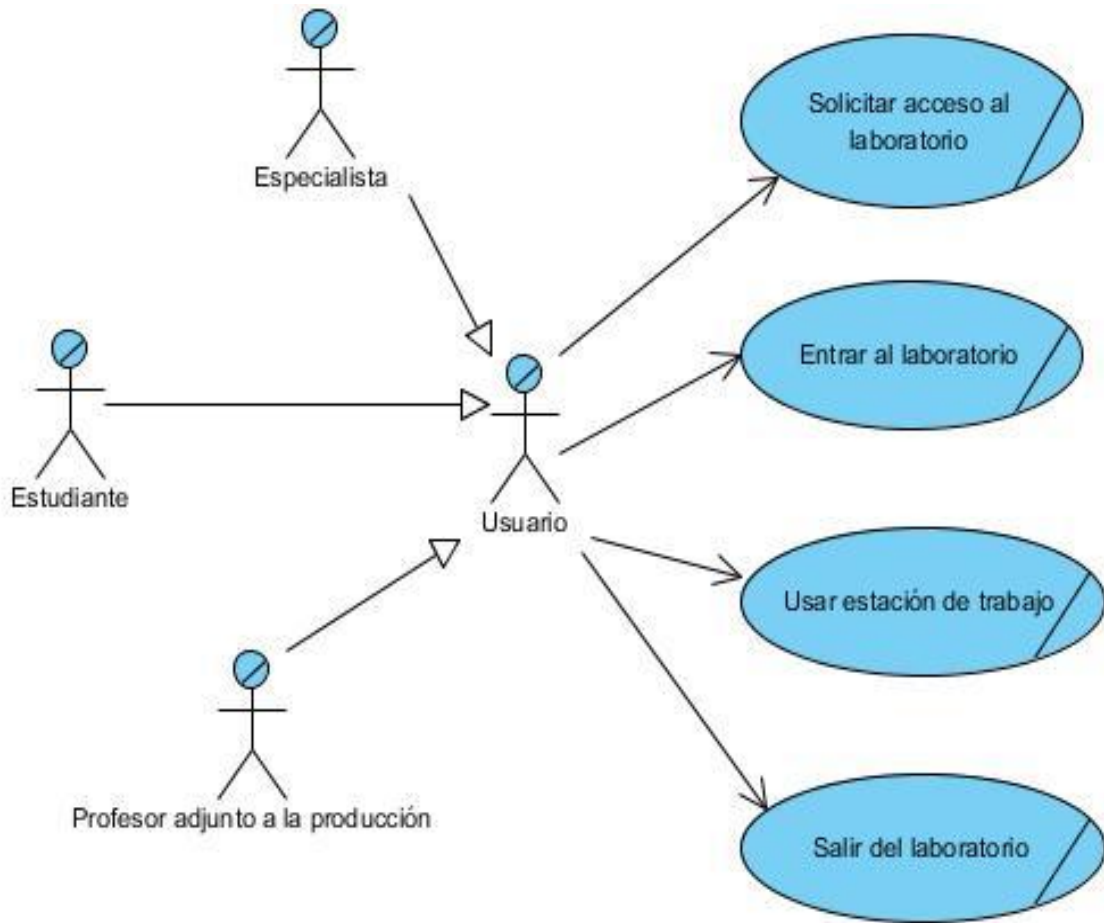 Especialista
Solicitar acceso al
laboratorio
Entrar al laboratorio
Estudiante
Usuario
Usar estación de trabajo
Profesor adjunto a la producción
Salir del laboratorio